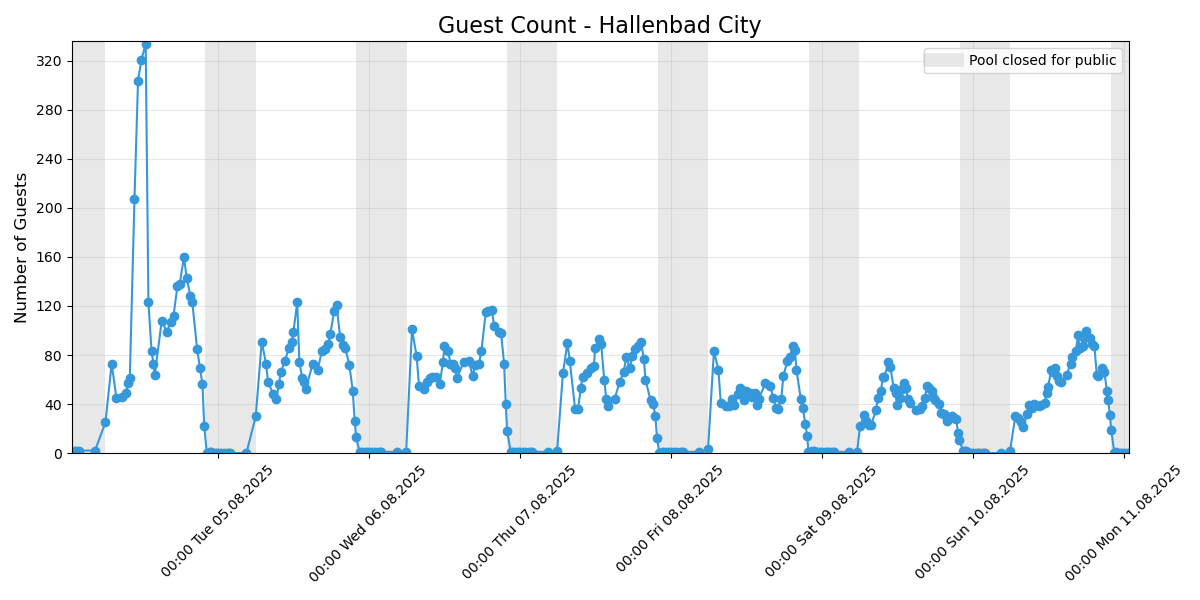 Guest Count - Hallenbad City
Pool closed for public
Number of Guests
320
280
240
200
160
120
80
40
0
00:00 Tue 05.08.2025
00:00 Wed 06.08.2025
00:00 Thu 07.08.2025
00:00 Fri 08.08.2025
00:00 Sat 09.08.2025
00:00 Sun 10.08.2025
00:00 Mon 11.08.2025